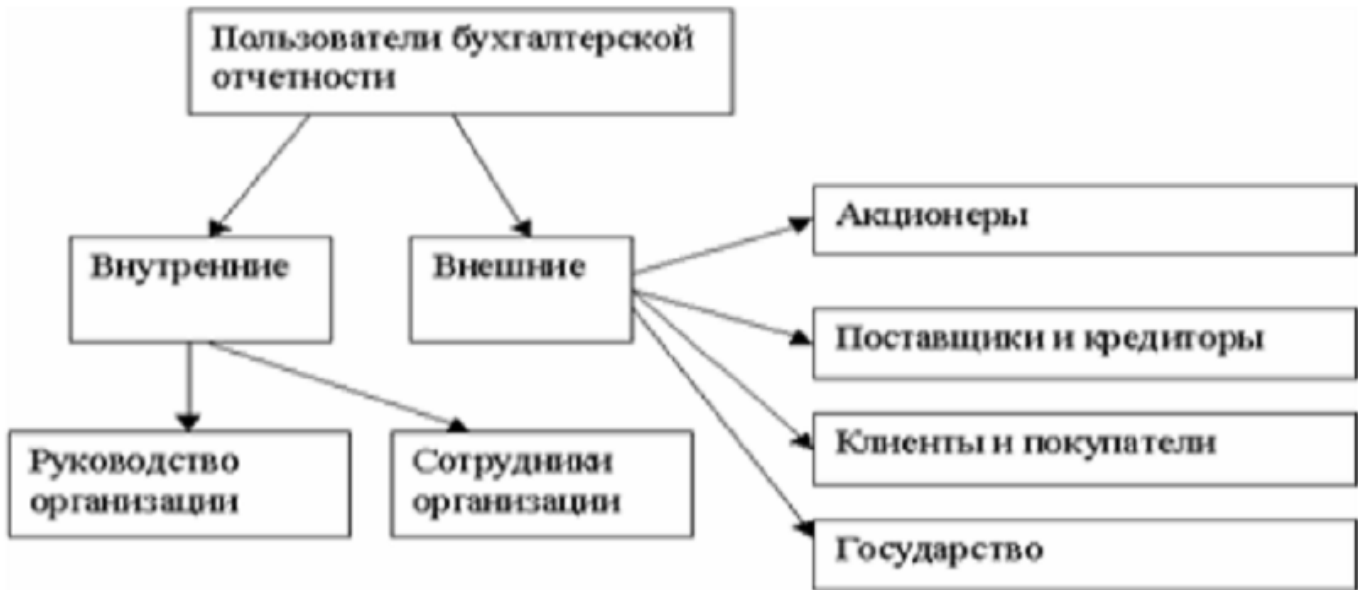 Пользователи бухгалтерской
отчетности
Внутренние
Внешние
Акционеры
Поставщики и кредиторы
Клиенты и покупатели
Государство
Руководство
организации
Сотрудники
организации